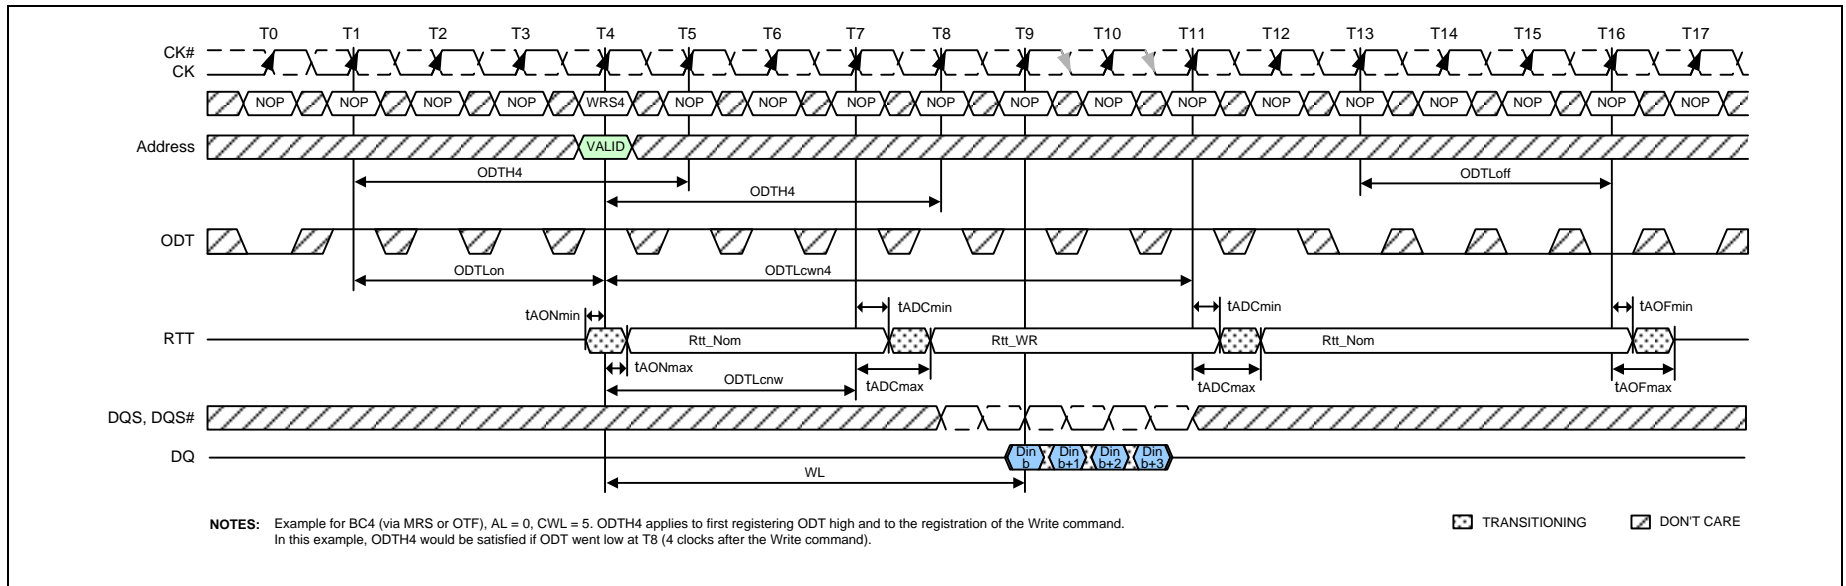 T0 T1 T2 T3 T4 T5 T6 T7 T8 T9 T10 T11 T12 T13 T14 T15 T16 T17
CK#
CK
NOP NOP NOP NOP WRS4 NOP NOP NOP NOP NOP NOP NOP NOP NOP NOP NOP NOP NOP
Address VALID
ODTH4 ODTLoff
ODTH4
ODT
ODTLon ODTLcwn4
tAONmin tADCmin tADCmin tAOFmin
RTT Rtt_Nom Rtt_WR Rtt_Nom
tAONmax
ODTLcnw tADCmax tADCmax tAOFmax
DQS, DQS#
DQ Din b Din b+1 Din b+2 Din b+3
WL
NOTES: Example for BC4 (via MRS or OTF), AL = 0, CWL = 5. ODTH4 applies to first registering ODT high and to the registration of the Write command.
In this example, ODTH4 would be satisfied if ODT went low at T8 (4 clocks after the Write command).
TRANSITIONING DON'T CARE